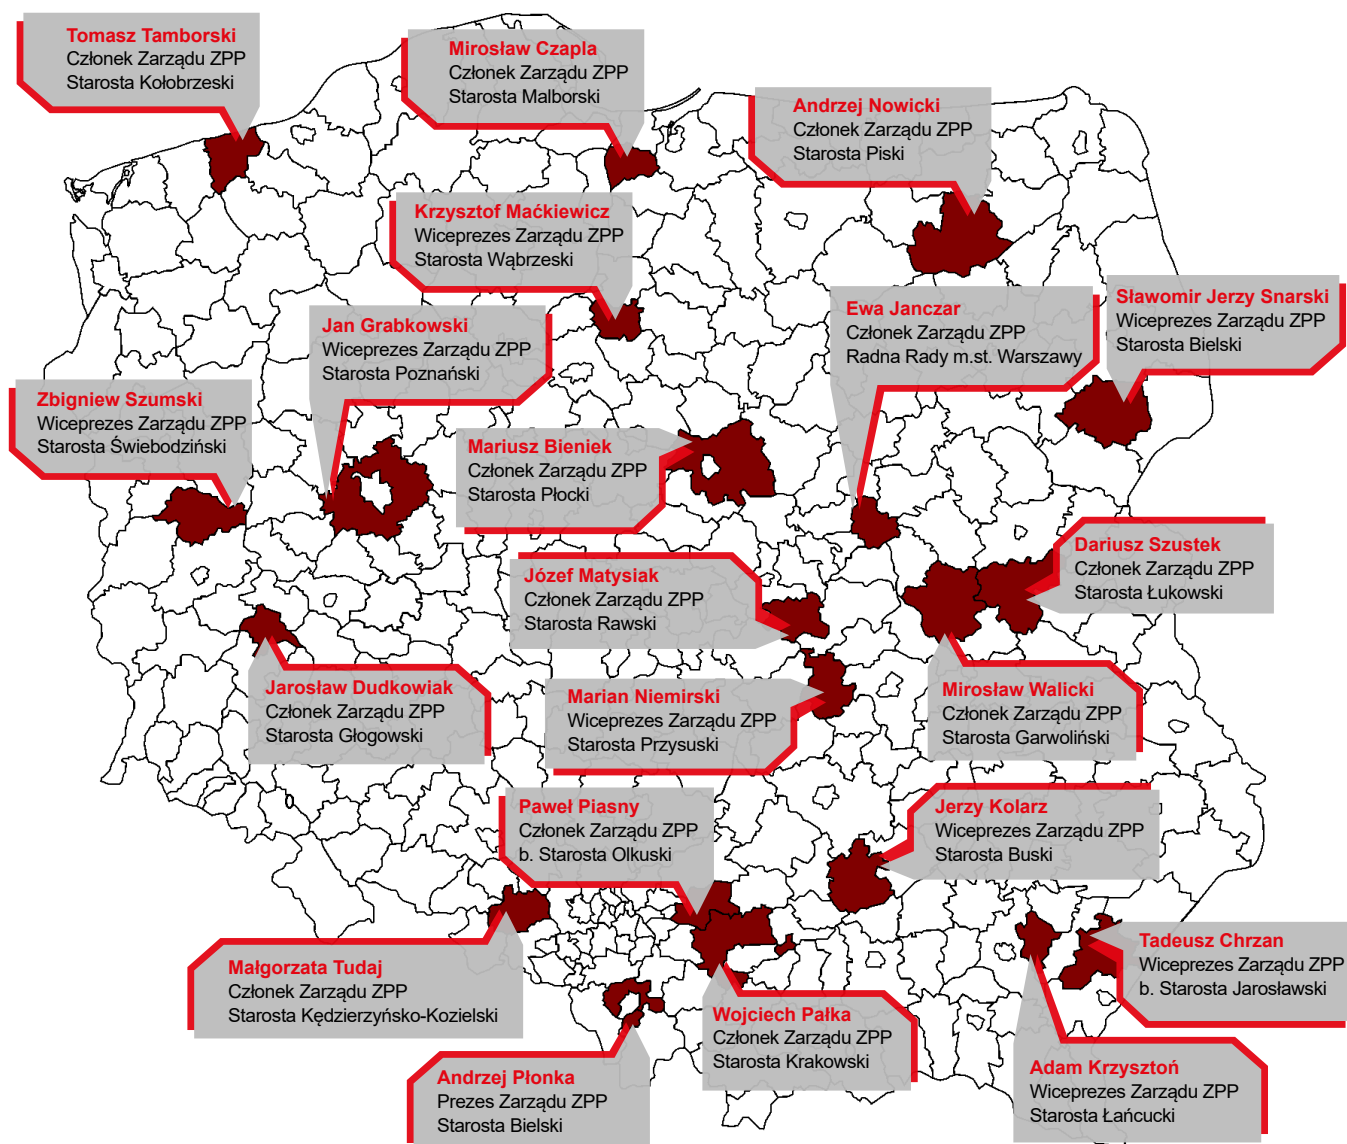 Tomasz Tamborski
Członek Zarządu ZPP
Starosta Kołobrzeski
Mirosław Czapla
Członek Zarządu ZPP
Starosta Malborski
Andrzej Nowicki
Członek Zarządu ZPP
Starosta Piski
Krzysztof Maćkiewicz
Wiceprezes Zarządu ZPP
Starosta Wąbrzeski
Sławomir Jerzy Snarski
Wiceprezes Zarządu ZPP
Starosta Bielski
Ewa Janczar
Członek Zarządu ZPP
Radna Rady m.st. Warszawy
Jan Grabkowski
Wiceprezes Zarządu ZPP
Starosta Poznański
Zbigniew Szumski
Wiceprezes Zarządu ZPP
Starosta Świebodziński
Mariusz Bieniek
Członek Zarządu ZPP
Starosta Płocki
Dariusz Szustek
Członek Zarządu ZPP
Starosta Łukowski
Józef Matysiak
Członek Zarządu ZPP
Starosta Rawski
Jarosław Dudkowiak
Członek Zarządu ZPP
Starosta Głogowski
Marian Niemirski
Wiceprezes Zarządu ZPP
Starosta Przysuski
Mirosław Walicki
Członek Zarządu ZPP
Starosta Garwoliński
Paweł Piasny
Członek Zarządu ZPP
b. Starosta Olkuski
Jerzy Kolarz
Wiceprezes Zarządu ZPP
Starosta Buski
Małgorzata Tudaj
Członek Zarządu ZPP
Starosta Kędzierzyńsko-Kozielski
Tadeusz Chrzan
Wiceprezes Zarządu ZPP
b. Starosta Jarosławski
Wojciech Pałka
Członek Zarządu ZPP
Starosta Krakowski
Andrzej Płonka
Prezes Zarządu ZPP
Starosta Bielski
Adam Krzysztoń
Wiceprezes Zarządu ZPP
Starosta Łańcucki